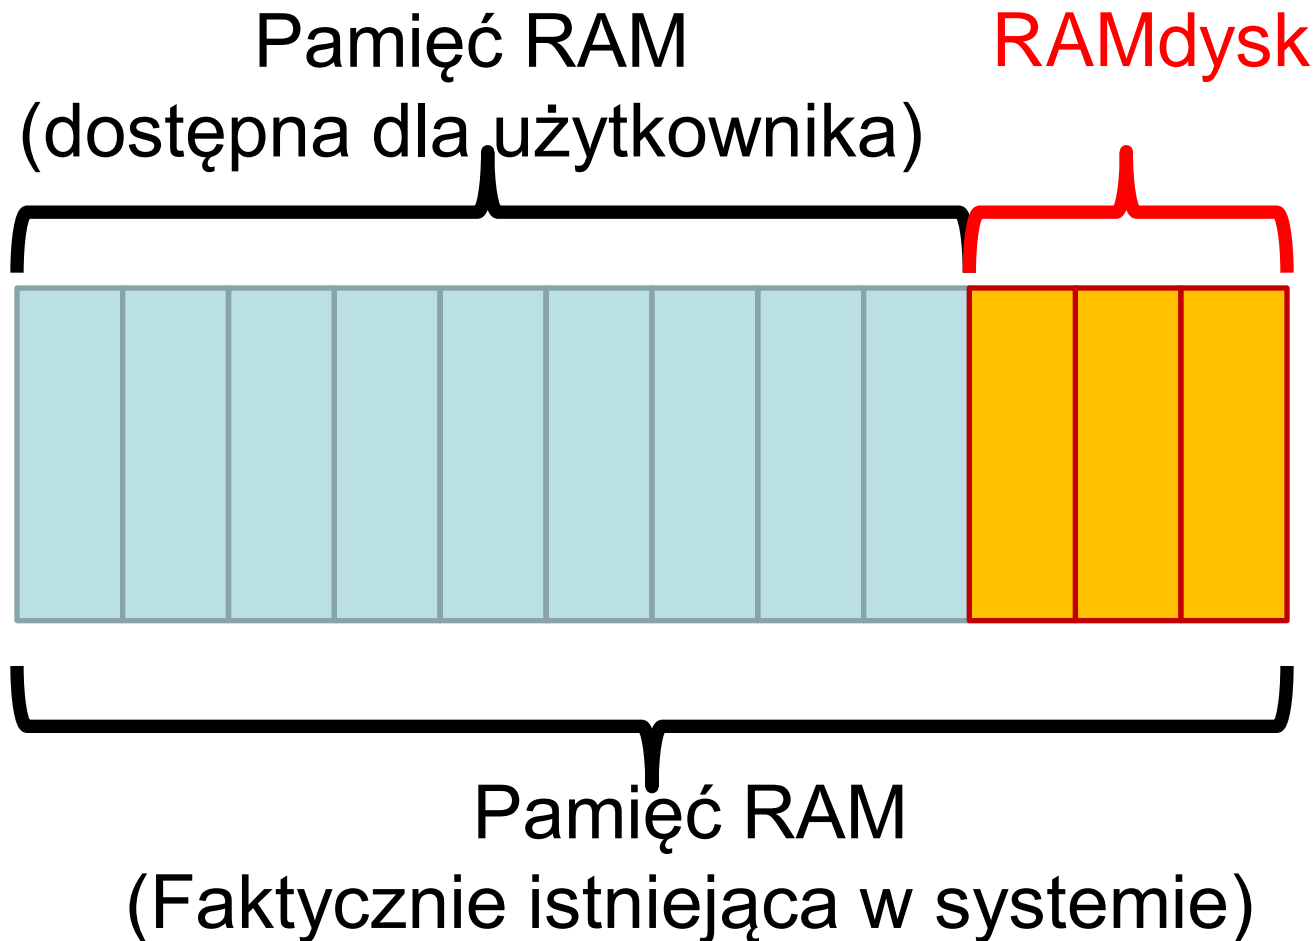 Pamięć RAM
(dostępna dla użytkownika)
RAMdysk
Pamięć RAM
(Faktycznie istniejąca w systemie)